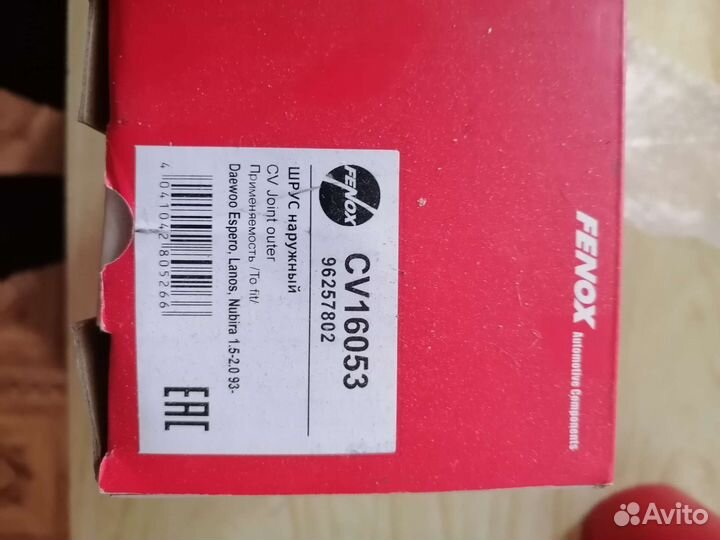 FENOX
Automotive Components
FENOX
CV16053
96257802
ШРУС наружный
CV Joint outer
Применяемость /To fit/
Daewoo Espero, Lanos, Nubira 1.5-2.0 93-
4 041042 805266
EAC
Avito